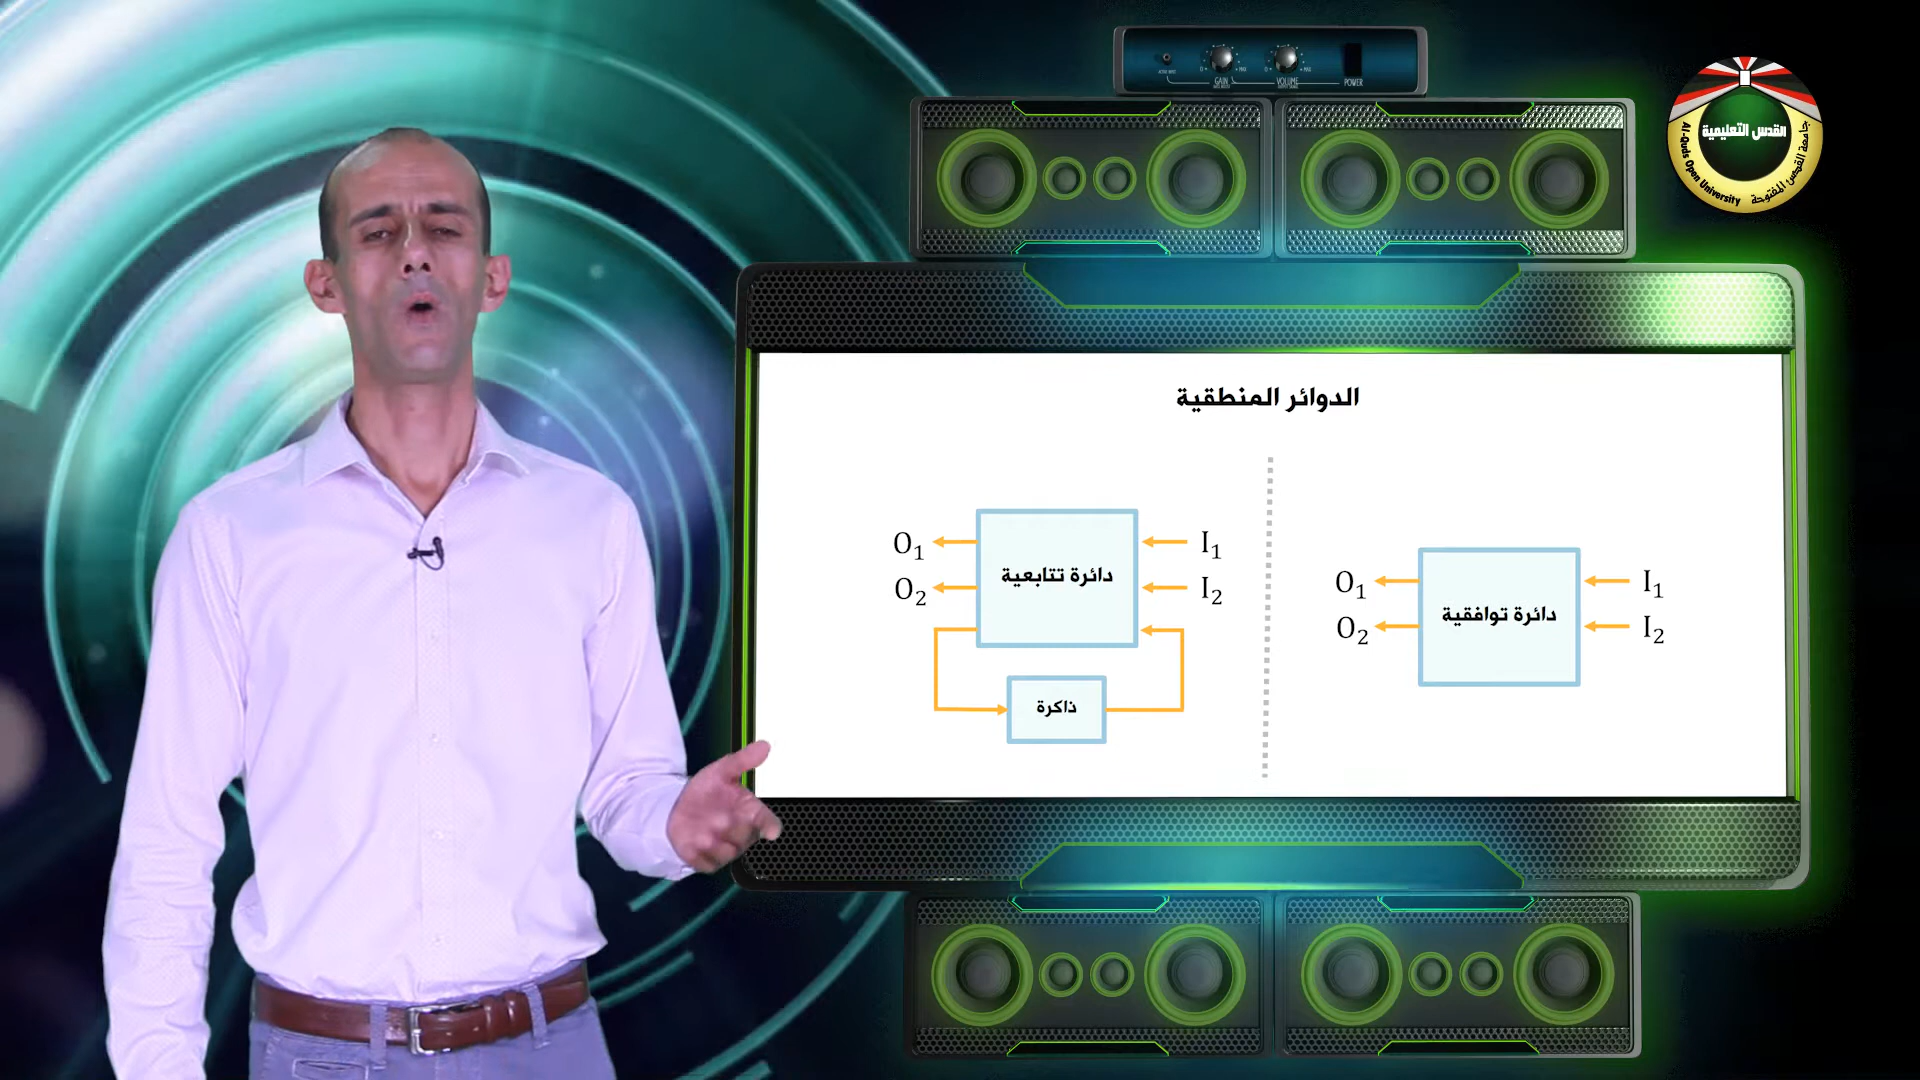 GAIN
VOLUME
POWER
القدس التعليمية
جامعة القدس المفتوحة
Al-Quds Open University
الدوائر المنطقية
دائرة توافقية
I1
I2
O1
O2
دائرة تتابعية
I1
I2
O1
O2
ذاكرة